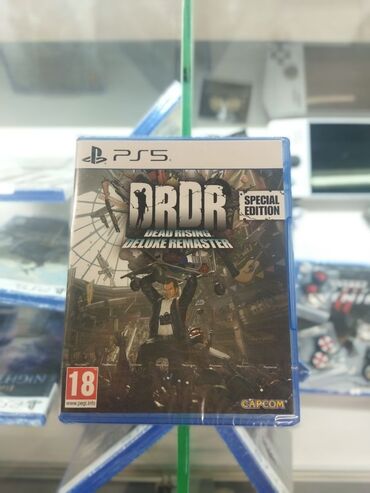 PS5
DRDR
SPECIAL
EDITION
DEAD RISING
DELUXE REMASTER
18
www.pegi.info
CAPCOM